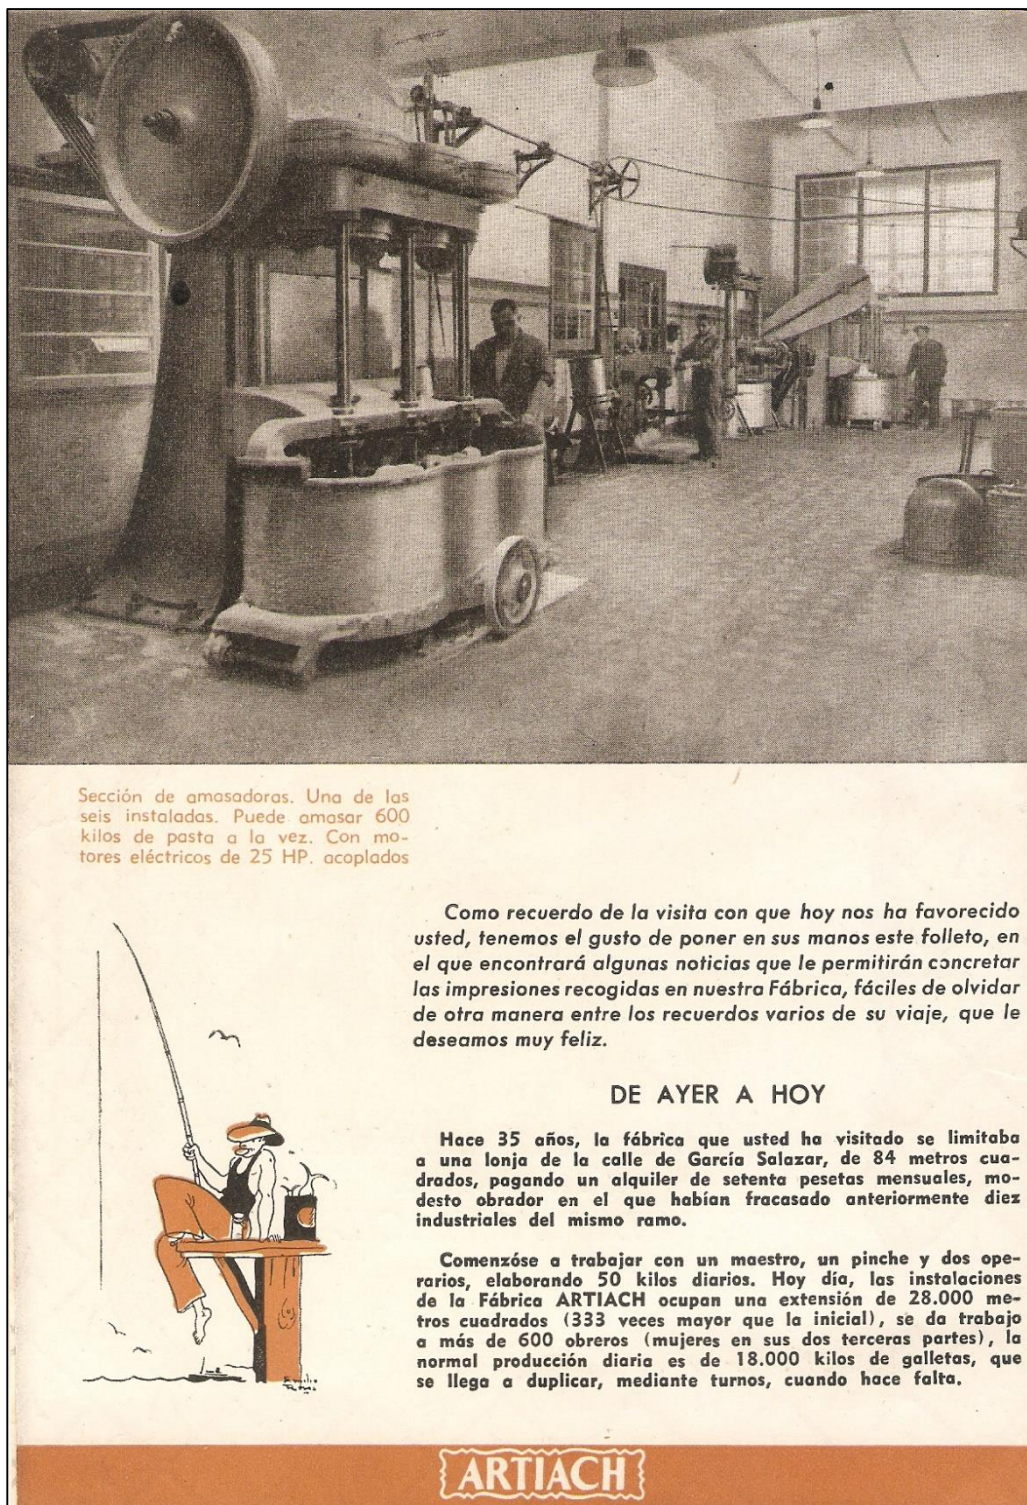 Sección de amasadoras. Una de las
seis instaladas. Puede amasar 600
kilos de pasta a la vez. Con mo-
tores eléctricos de 25 HP. acoplados
Como recuerdo de la visita con que hoy nos ha favorecido
usted, tenemos el gusto de poner en sus manos este folleto, en
el que encontrará algunas noticias que le permitirán concretar
las impresiones recogidas en nuestra Fábrica, fáciles de olvidar
de otra manera entre los recuerdos varios de su viaje, que le
deseamos muy feliz.
DE AYER A HOY
Hace 35 años, la fábrica que usted ha visitado se limitaba
a una lonja de la calle de García Salazar, de 84 metros cua-
drados, pagando un alquiler de setenta pesetas mensuales, mo-
desto obrador en el que habían fracasado anteriormente diez
industriales del mismo ramo.
Comenzóse a trabajar con un maestro, un pinche y dos ope-
rarios, elaborando 50 kilos diarios. Hoy día, las instalaciones
de la Fábrica ARTIACH ocupan una extensión de 28.000 me-
tros cuadrados (333 veces mayor que la inicial), se da trabajo
a más de 600 obreros (mujeres en sus dos terceras partes), la
normal producción diaria es de 18.000 kilos de galletas, que
se llega a duplicar, mediante turnos, cuando hace falta.
Emilio
ARTIACH